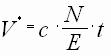 V* = c · N/E · t